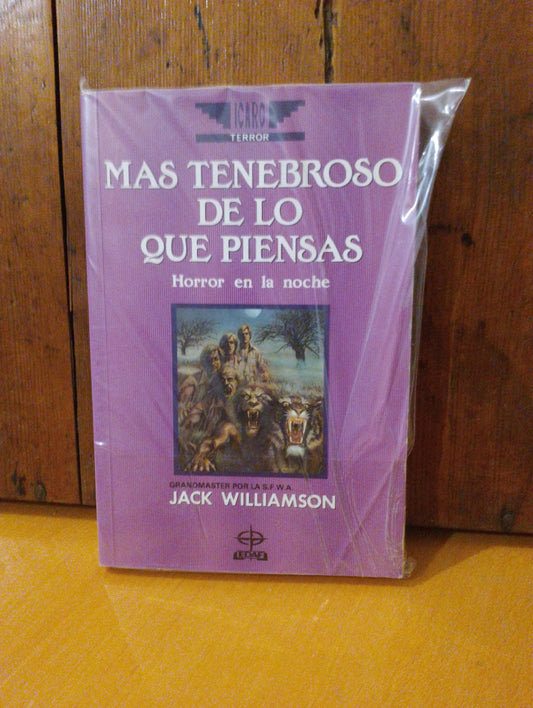 ICARO
TERROR
MAS TENEBROSO
DE LO
QUE PIENSAS
Horror en la noche
GRANDMASTER POR LA S.F.W.A.
JACK WILLIAMSON
EDAF